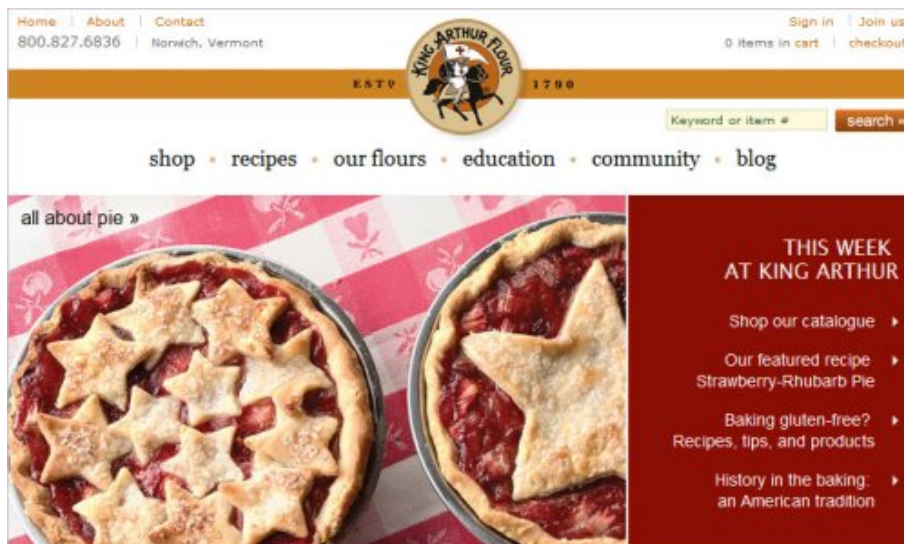 Home | About | Contact
Sign in | Join us
800.827.6836 | Norwich, Vermont
0 items in cart | checkout
KING ARTHUR FLOUR
ESTD 1790
Keyword or item #
search »
shop • recipes • our flours • education • community • blog
all about pie »
THIS WEEK
AT KING ARTHUR
Shop our catalogue
Our featured recipe
Strawberry-Rhubarb Pie
Baking gluten-free?
Recipes, tips, and products
History in the baking:
an American tradition